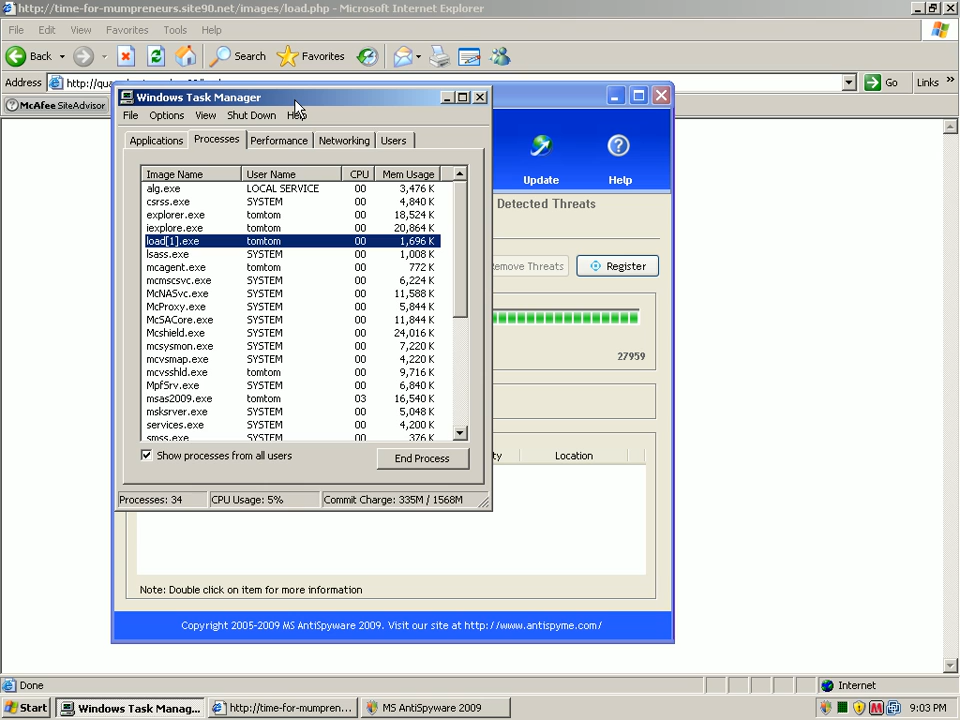 http://time-for-mumpreneurs.site90.net/images/load.php - Microsoft Internet Explorer
File Edit View Favorites Tools Help
Back Search Favorites
Address http://qua Go Links »
McAfee SiteAdvisor
Windows Task Manager
File Options View Shut Down Help
Applications Processes Performance Networking Users
Update Help
Detected Threats
Image Name User Name CPU Mem Usage
alg.exe LOCAL SERVICE 00 3,476 K
csrss.exe SYSTEM 00 4,840 K
explorer.exe tomtom 00 18,524 K
iexplore.exe tomtom 00 20,864 K
load[1].exe tomtom 00 1,696 K
lsass.exe SYSTEM 00 1,008 K
mcagent.exe tomtom 00 772 K
mcmscsvc.exe SYSTEM 00 6,224 K
McNASvc.exe SYSTEM 00 11,588 K
McProxy.exe SYSTEM 00 5,844 K
McSACore.exe SYSTEM 00 11,844 K
Mcshield.exe SYSTEM 00 24,016 K
mcsysmon.exe SYSTEM 00 7,220 K
mcvsmap.exe SYSTEM 00 4,220 K
mcvsshld.exe tomtom 00 9,716 K
MpfSrv.exe SYSTEM 00 6,840 K
msas2009.exe tomtom 03 16,540 K
msksrver.exe SYSTEM 00 5,048 K
services.exe SYSTEM 00 4,200 K
smss.exe SYSTEM 00 376 K
emove Threats Register
27959
ty Location
Show processes from all users End Process
Processes: 34 CPU Usage: 5% Commit Charge: 335M / 1568M
Note: Double click on item for more information
Copyright 2005-2009 MS AntiSpyware 2009. Visit our site at http://www.antispyme.com/
Done Internet
Start Windows Task Manag... http://time-for-mumpren... MS AntiSpyware 2009 9:03 PM